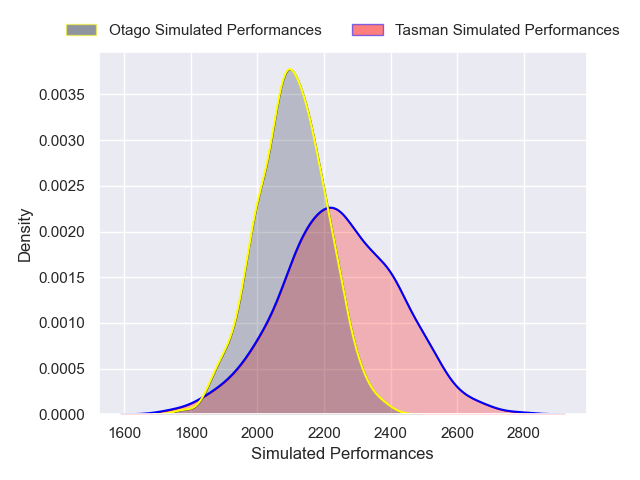 Otago Simulated Performances
Tasman Simulated Performances
0.0035
0.0030
0.0025
0.0020
0.0015
0.0010
0.0005
0.0000
Density
1600 1800 2000 2200 2400 2600 2800
Simulated Performances